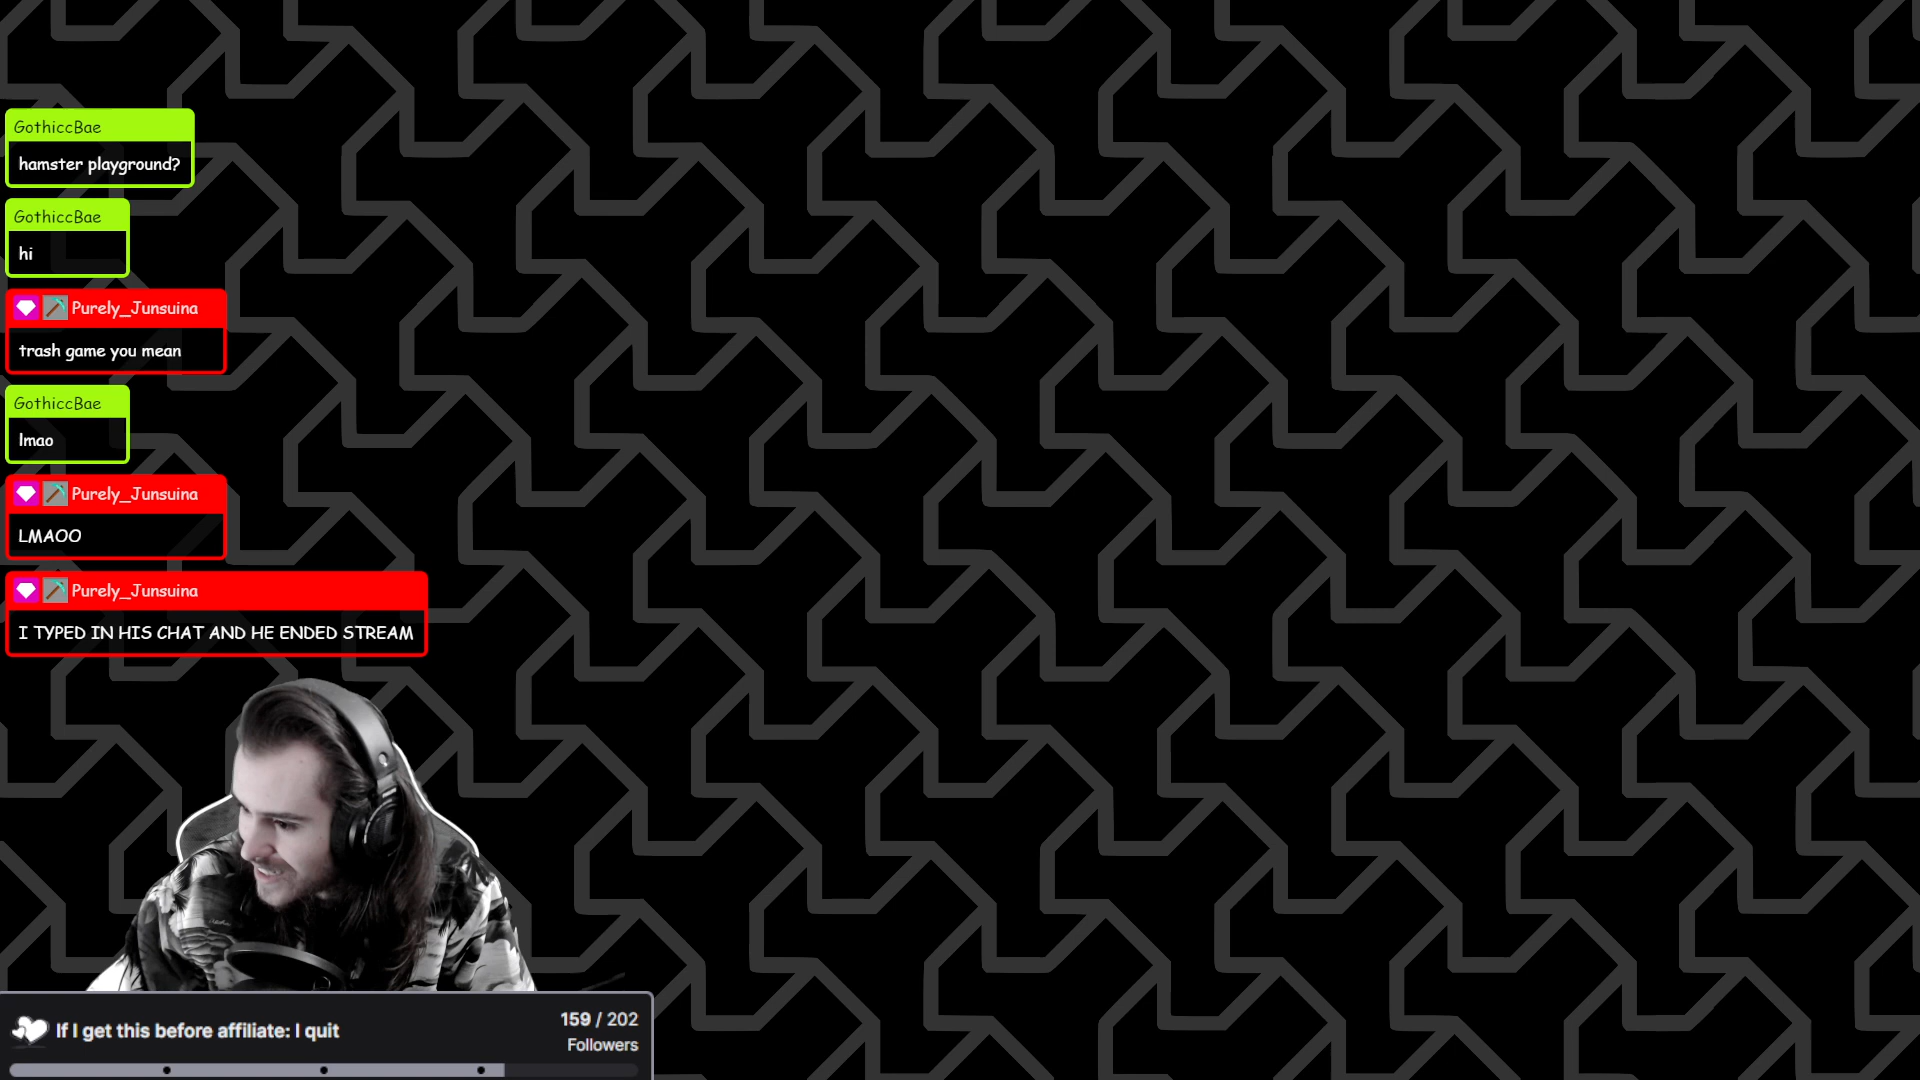 GothiccBae
hamster playground?
GothiccBae
hi
Purely_Junsuina
trash game you mean
GothiccBae
lmao
Purely_Junsuina
LMAOO
Purely_Junsuina
I TYPED IN HIS CHAT AND HE ENDED STREAM
If I get this before affiliate: I quit
159 / 202
Followers